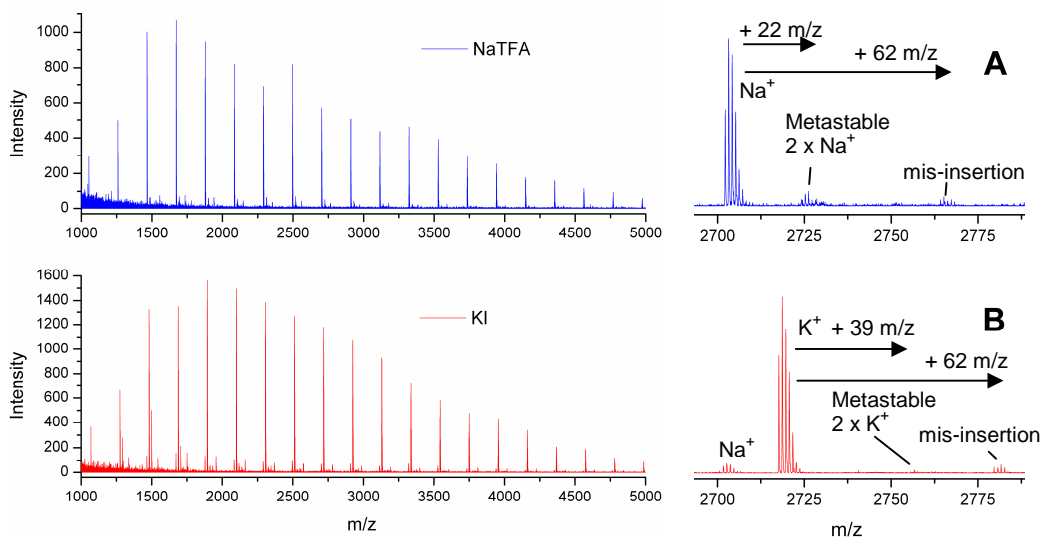 1000
800
600
400
200
0
Intensity
NaTFA
1000 1500 2000 2500 3000 3500 4000 4500 5000
+ 22 m/z
A
+ 62 m/z
Na+
Metastable
2 x Na+
mis-insertion
2700 2725 2750 2775
1600
1400
1200
1000
800
600
400
200
0
Intensity
KI
1000 1500 2000 2500 3000 3500 4000 4500 5000
m/z
B
K+ + 39 m/z
+ 62 m/z
Metastable
2 x K+
mis-insertion
Na+
2700 2725 2750 2775
m/z